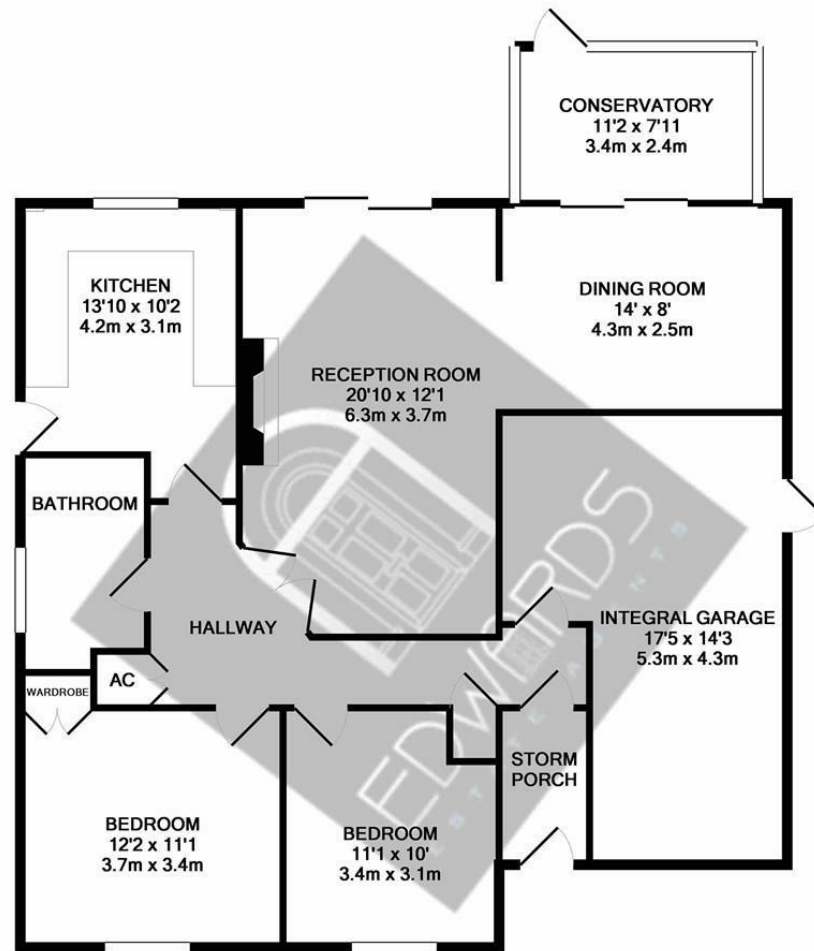 CONSERVATORY
11'2 x 7'11
3.4m x 2.4m
KITCHEN
13'10 x 10'2
4.2m x 3.1m
DINING ROOM
14' x 8'
4.3m x 2.5m
RECEPTION ROOM
20'10 x 12'1
6.3m x 3.7m
BATHROOM
HALLWAY
INTEGRAL GARAGE
17'5 x 14'3
5.3m x 4.3m
AC
WARDROBE
STORM
PORCH
BEDROOM
12'2 x 11'1
3.7m x 3.4m
BEDROOM
11'1 x 10'
3.4m x 3.1m
EDWARDS
ESTATE AGENTS